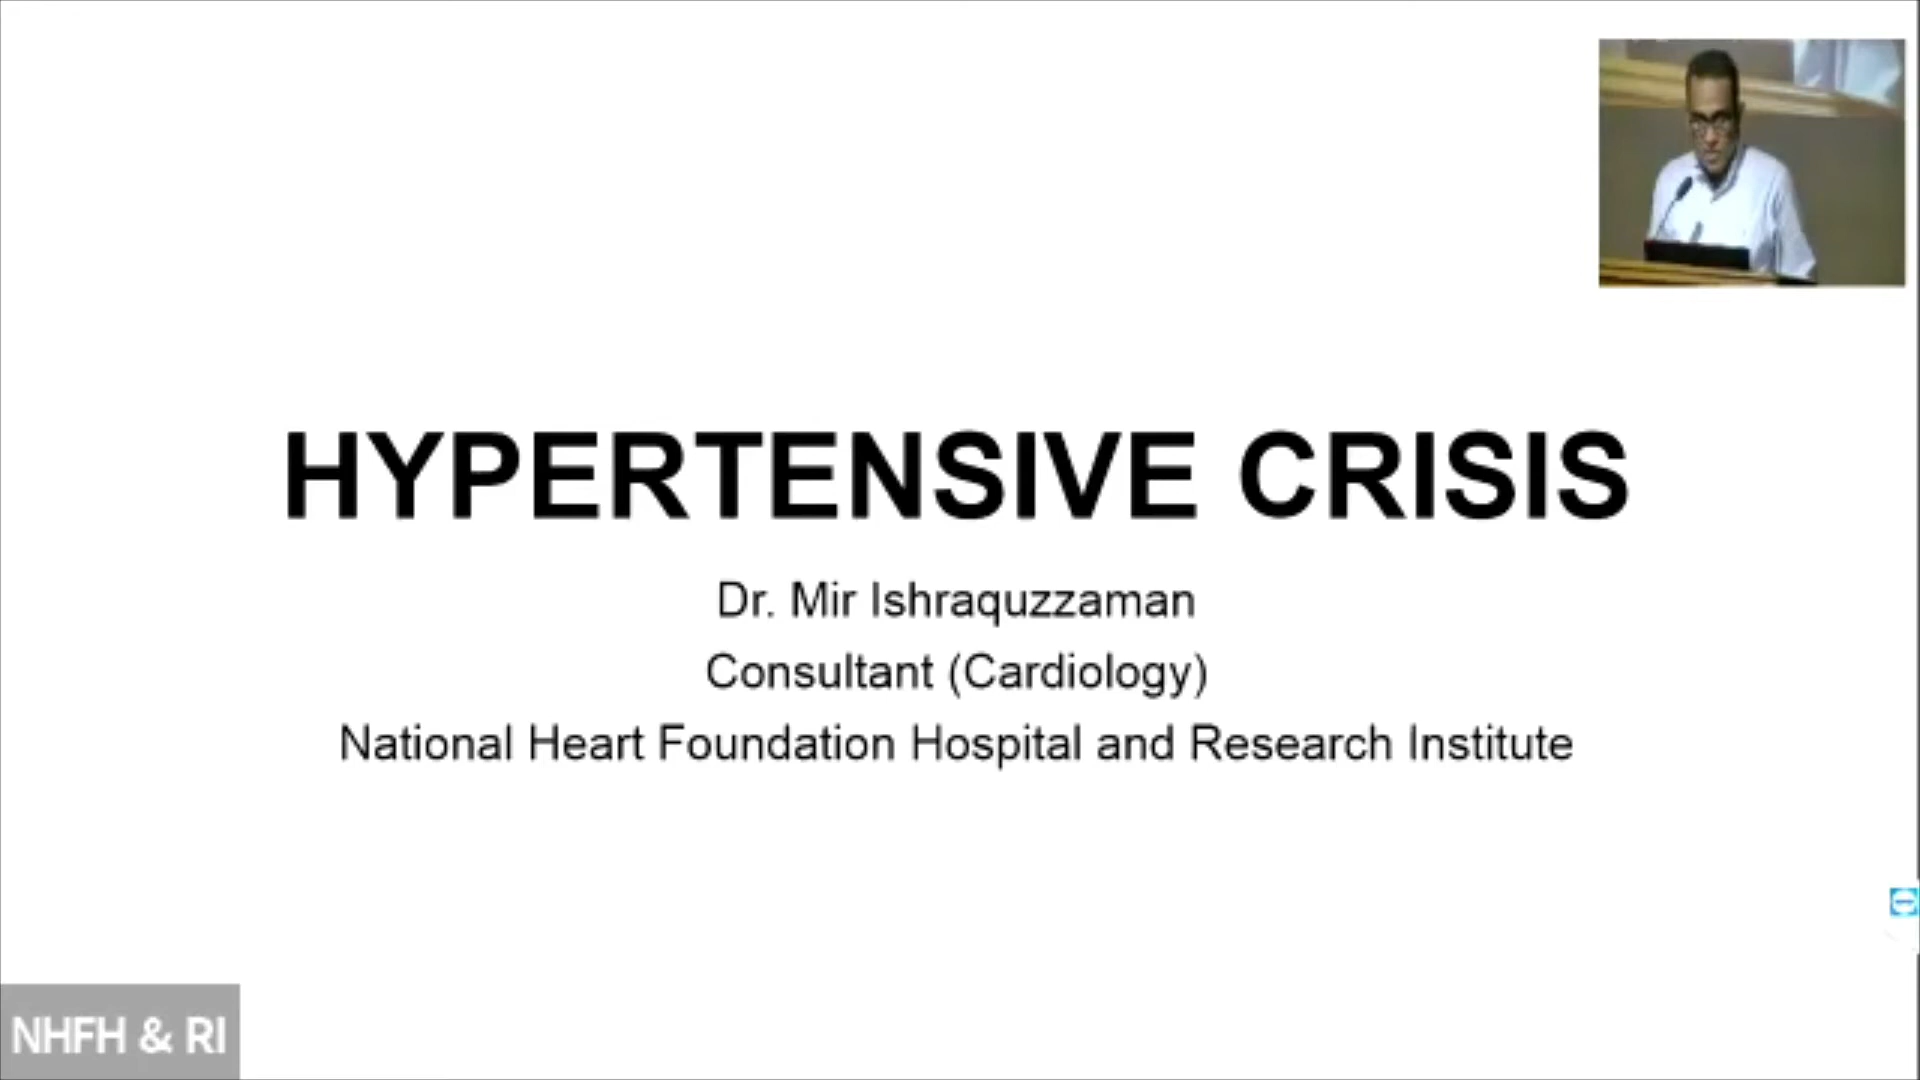 HYPERTENSIVE CRISIS
Dr. Mir Ishraquzzaman
Consultant (Cardiology)
National Heart Foundation Hospital and Research Institute
NHFH & RI